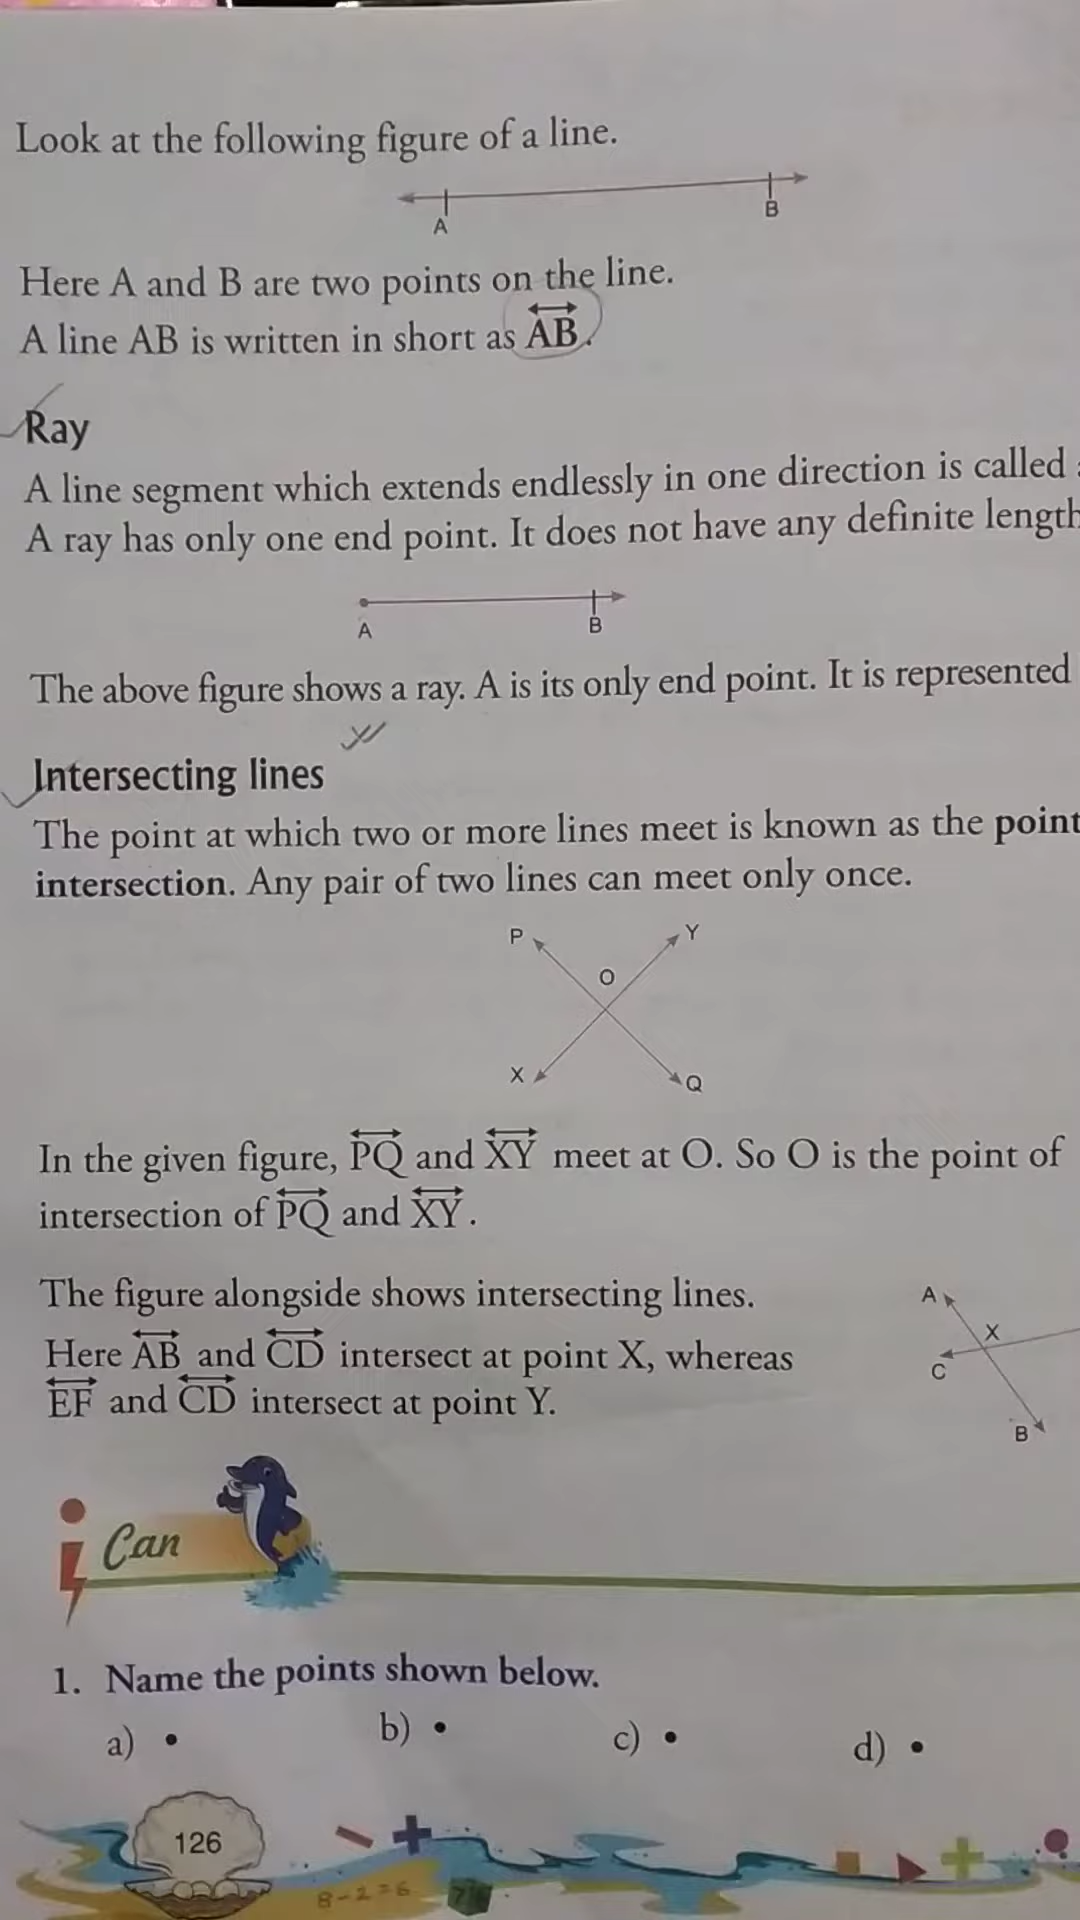 Look at the following figure of a line.
A B
Here A and B are two points on the line.
A line AB is written in short as AB.
Ray
A line segment which extends endlessly in one direction is called
A ray has only one end point. It does not have any definite length
A B
The above figure shows a ray. A is its only end point. It is represented
Intersecting lines
The point at which two or more lines meet is known as the point
intersection. Any pair of two lines can meet only once.
P Y
O
X Q
In the given figure, PQ and XY meet at O. So O is the point of
intersection of PQ and XY.
The figure alongside shows intersecting lines.
Here AB and CD intersect at point X, whereas
EF and CD intersect at point Y.
A
X
C
B
i Can
1. Name the points shown below.
a) • b) • c) • d) •
126
8-2=6